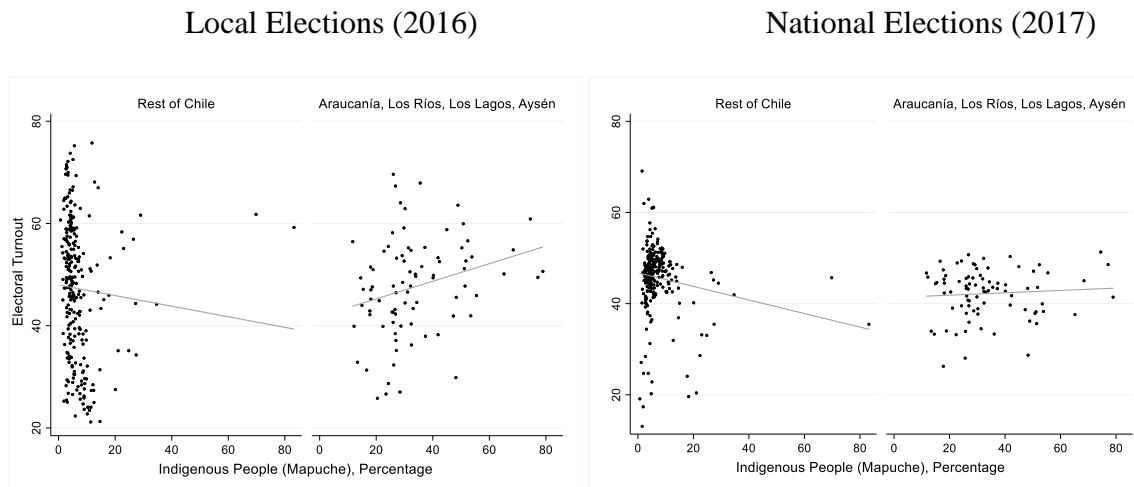 Local Elections (2016)
National Elections (2017)
Rest of Chile
Araucanía, Los Ríos, Los Lagos, Aysén
Electoral Turnout
80
60
40
20
0 20 40 60 80
0 20 40 60 80
Indigenous People (Mapuche), Percentage
Rest of Chile
Araucanía, Los Ríos, Los Lagos, Aysén
80
60
40
20
0 20 40 60 80
0 20 40 60 80
Indigenous People (Mapuche), Percentage